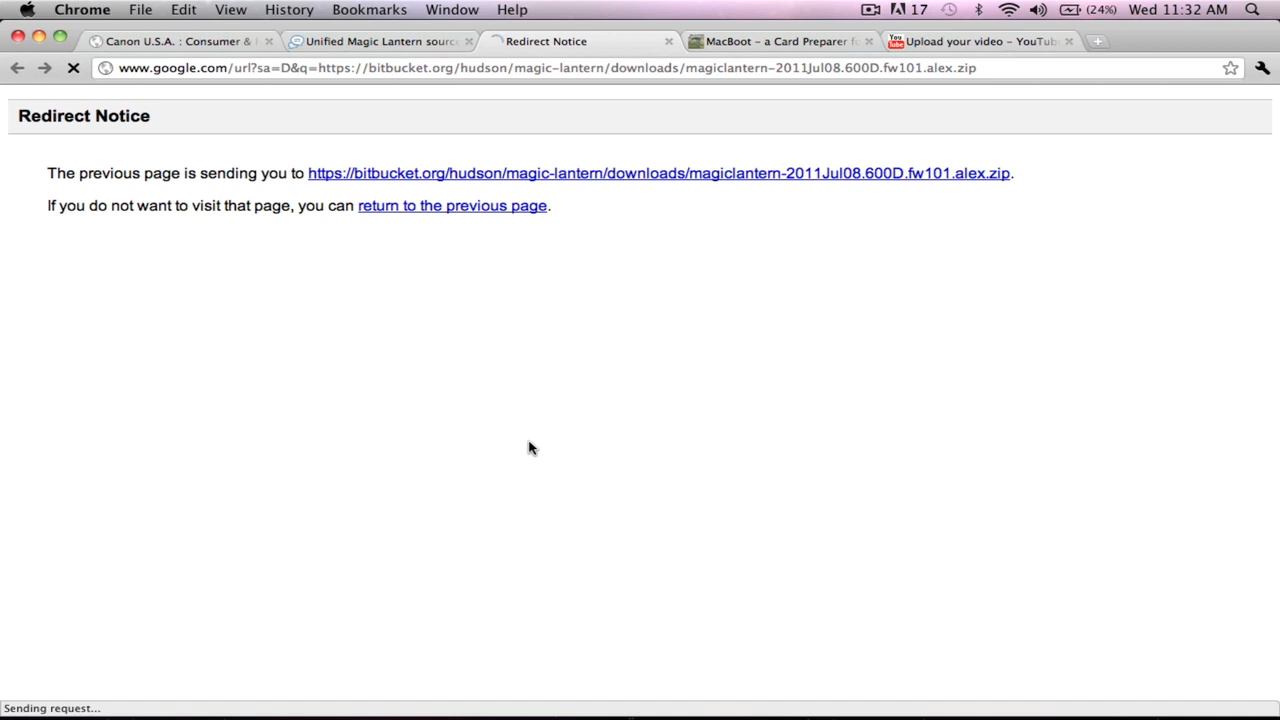 Chrome File Edit View History Bookmarks Window Help 17 (24%) Wed 11:32 AM
Canon U.S.A. : Consumer & Unified Magic Lantern sourc Redirect Notice MacBoot – a Card Preparer fo You Tube Upload your video – YouTub
www.google.com/url?sa=D&q=https://bitbucket.org/hudson/magic-lantern/downloads/magiclantern-2011Jul08.600D.fw101.alex.zip
Redirect Notice
The previous page is sending you to https://bitbucket.org/hudson/magic-lantern/downloads/magiclantern-2011Jul08.600D.fw101.alex.zip.
If you do not want to visit that page, you can return to the previous page.
Sending request...